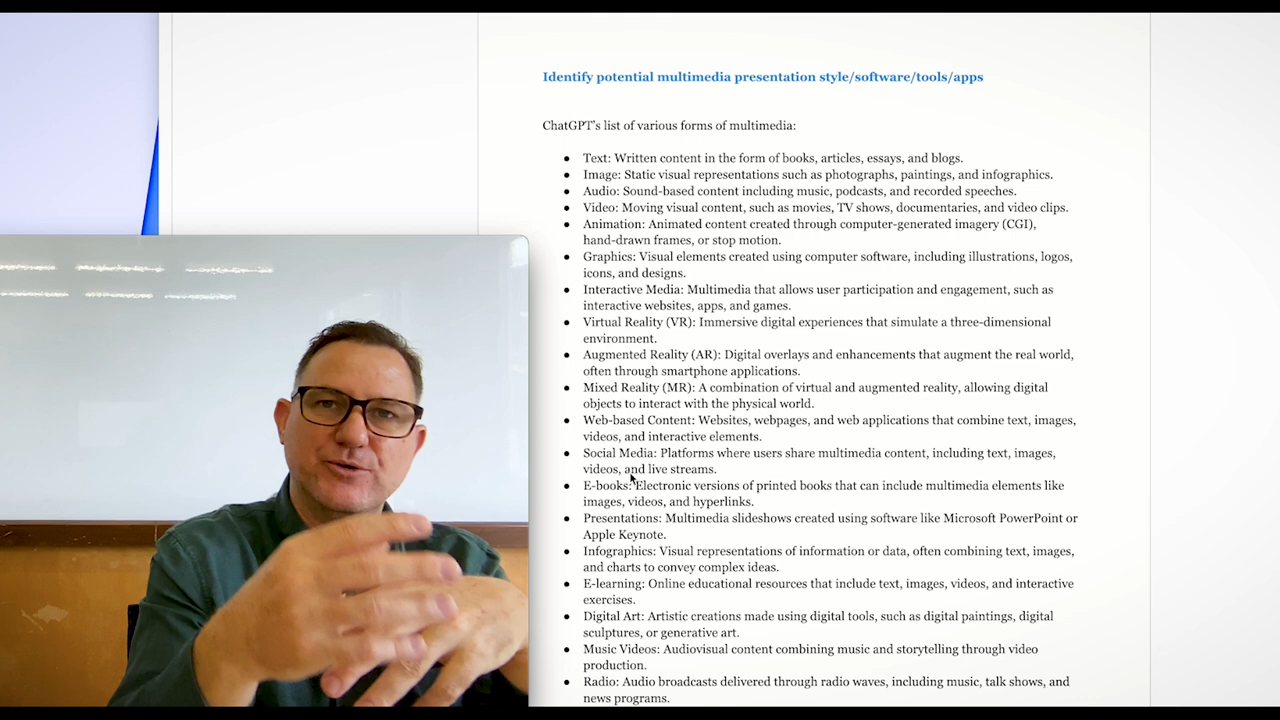 Identify potential multimedia presentation style/software/tools/apps
ChatGPT's list of various forms of multimedia:
● Text: Written content in the form of books, articles, essays, and blogs.
● Image: Static visual representations such as photographs, paintings, and infographics.
● Audio: Sound-based content including music, podcasts, and recorded speeches.
● Video: Moving visual content, such as movies, TV shows, documentaries, and video clips.
● Animation: Animated content created through computer-generated imagery (CGI),
hand-drawn frames, or stop motion.
● Graphics: Visual elements created using computer software, including illustrations, logos,
icons, and designs.
● Interactive Media: Multimedia that allows user participation and engagement, such as
interactive websites, apps, and games.
● Virtual Reality (VR): Immersive digital experiences that simulate a three-dimensional
environment.
● Augmented Reality (AR): Digital overlays and enhancements that augment the real world,
often through smartphone applications.
● Mixed Reality (MR): A combination of virtual and augmented reality, allowing digital
objects to interact with the physical world.
● Web-based Content: Websites, webpages, and web applications that combine text, images,
videos, and interactive elements.
● Social Media: Platforms where users share multimedia content, including text, images,
videos, and live streams.
● E-books: Electronic versions of printed books that can include multimedia elements like
images, videos, and hyperlinks.
● Presentations: Multimedia slideshows created using software like Microsoft PowerPoint or
Apple Keynote.
● Infographics: Visual representations of information or data, often combining text, images,
and charts to convey complex ideas.
● E-learning: Online educational resources that include text, images, videos, and interactive
exercises.
● Digital Art: Artistic creations made using digital tools, such as digital paintings, digital
sculptures, or generative art.
● Music Videos: Audiovisual content combining music and storytelling through video
production.
● Radio: Audio broadcasts delivered through radio waves, including music, talk shows, and
news programs.